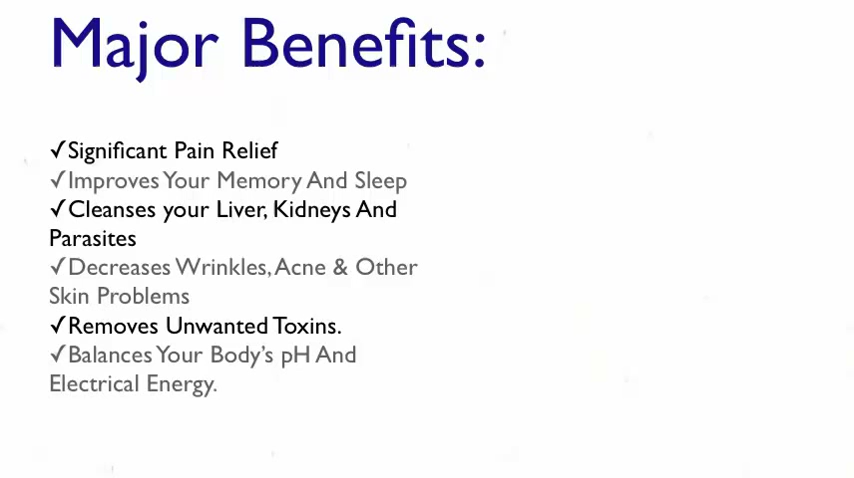 Major Benefits:
✓Significant Pain Relief
✓Improves Your Memory And Sleep
✓Cleanses your Liver, Kidneys And
Parasites
✓Decreases Wrinkles, Acne & Other
Skin Problems
✓Removes Unwanted Toxins.
✓Balances Your Body's pH And
Electrical Energy.